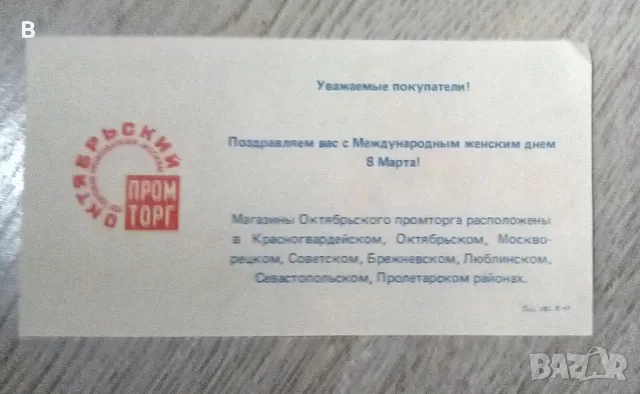 B
Уважаемые покупатели!
Поздравляем вас с Международным женским днем
8 Марта!
ОКТЯБРЬСКИЙ
ПРОМ
ТОРГ
Магазины Октябрьского промторга расположены
в Красногвардейском, Октябрьском, Москво-
рецком, Советском, Брежневском, Люблинском,
Севастопольском, Пролетарском районах.
BAZAR